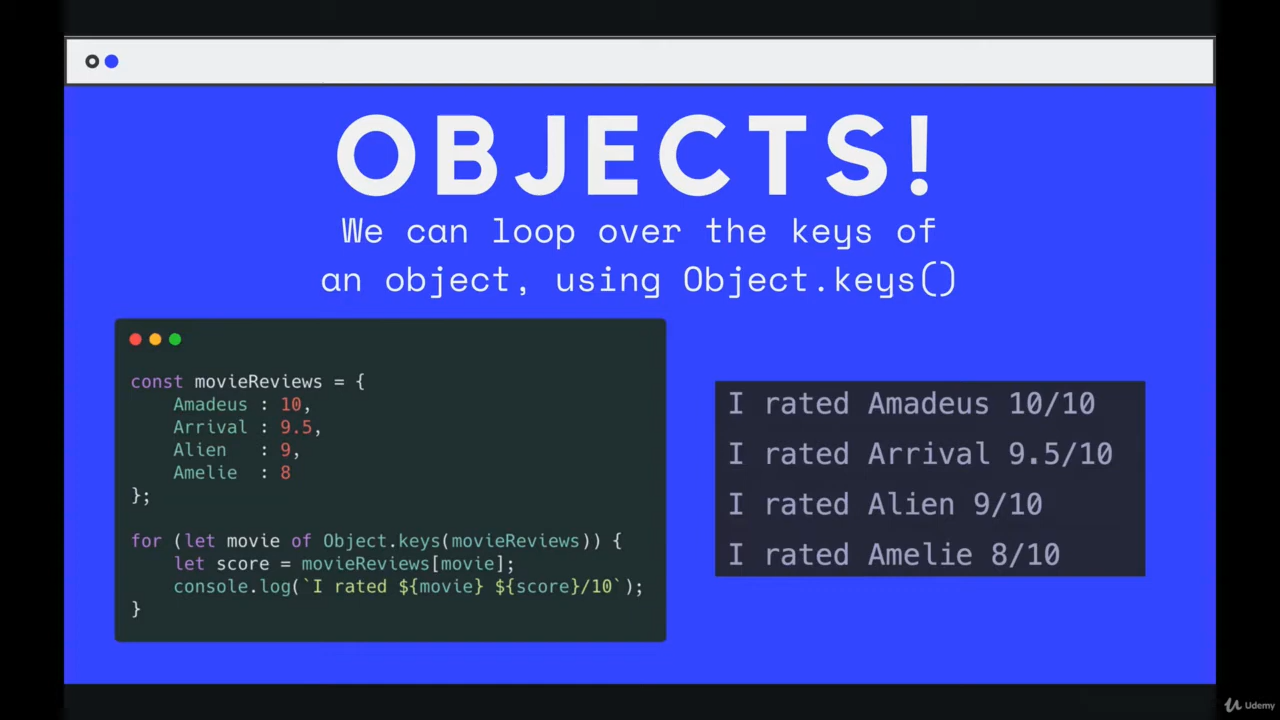 OBJECTS!
We can loop over the keys of
an object, using Object.keys()
const movieReviews = {
    Amadeus : 10,
    Arrival : 9.5,
    Alien   : 9,
    Amelie  : 8
};

for (let movie of Object.keys(movieReviews)) {
    let score = movieReviews[movie];
    console.log(`I rated ${movie} ${score}/10`);
}
I rated Amadeus 10/10
I rated Arrival 9.5/10
I rated Alien 9/10
I rated Amelie 8/10
Udemy